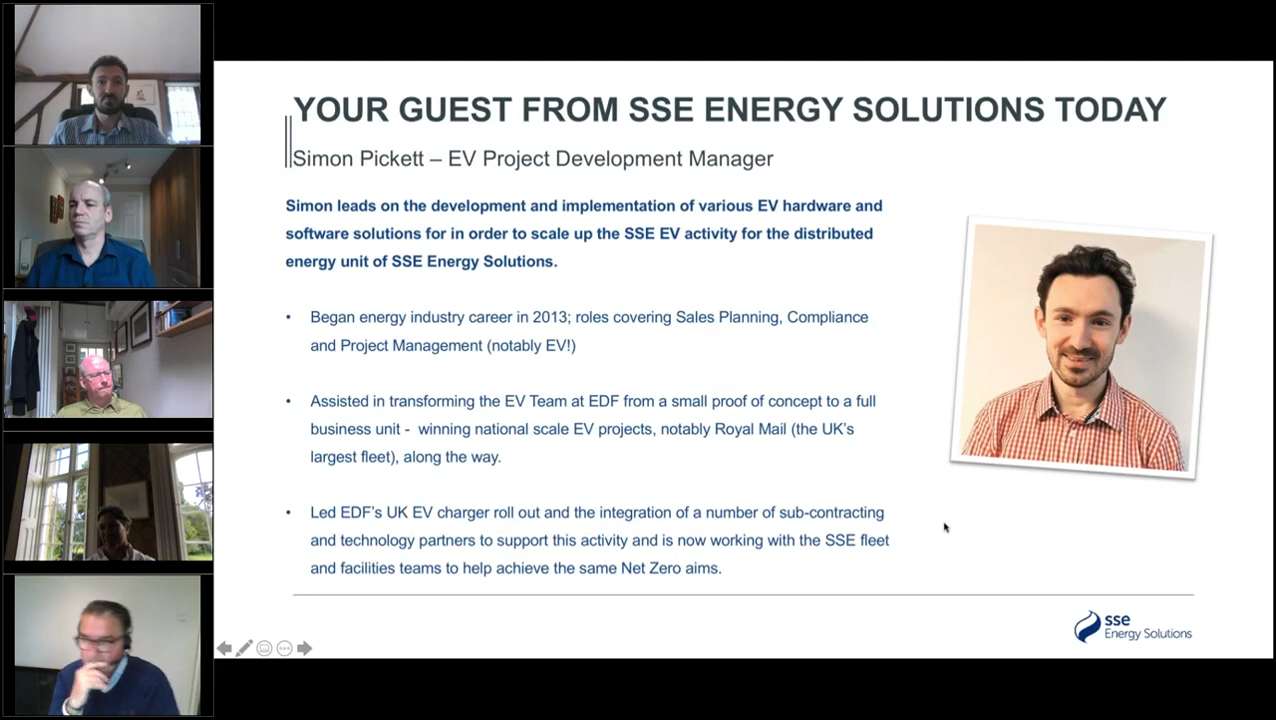 YOUR GUEST FROM SSE ENERGY SOLUTIONS TODAY
Simon Pickett – EV Project Development Manager
Simon leads on the development and implementation of various EV hardware and
software solutions for in order to scale up the SSE EV activity for the distributed
energy unit of SSE Energy Solutions.
• Began energy industry career in 2013; roles covering Sales Planning, Compliance
and Project Management (notably EV!)
• Assisted in transforming the EV Team at EDF from a small proof of concept to a full
business unit - winning national scale EV projects, notably Royal Mail (the UK's
largest fleet), along the way.
• Led EDF's UK EV charger roll out and the integration of a number of sub-contracting
and technology partners to support this activity and is now working with the SSE fleet
and facilities teams to help achieve the same Net Zero aims.
sse
Energy Solutions